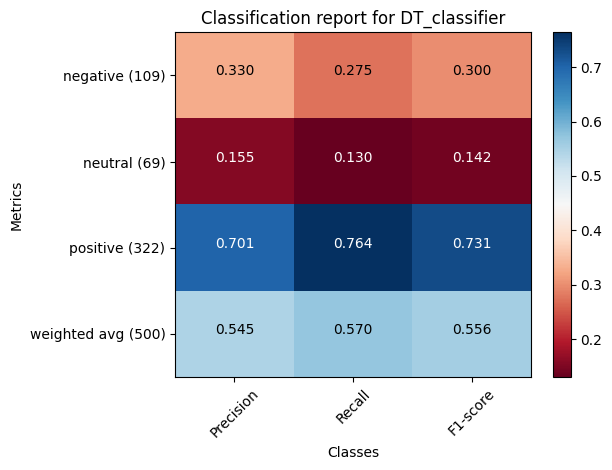 Classification report for DT_classifier
negative (109) 0.330 0.275 0.300
neutral (69) 0.155 0.130 0.142
positive (322) 0.701 0.764 0.731
weighted avg (500) 0.545 0.570 0.556
Precision Recall F1-score
Classes
Metrics
0.7
0.6
0.5
0.4
0.3
0.2